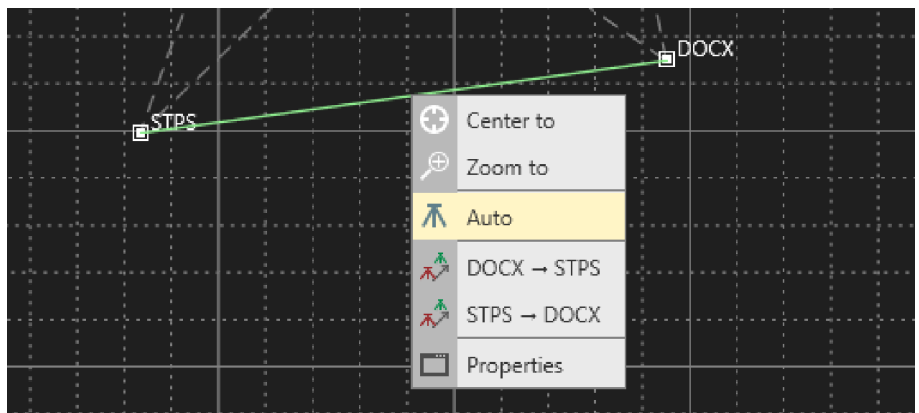 DOCX
STPS
Center to
Zoom to
Auto
DOCX → STPS
STPS → DOCX
Properties